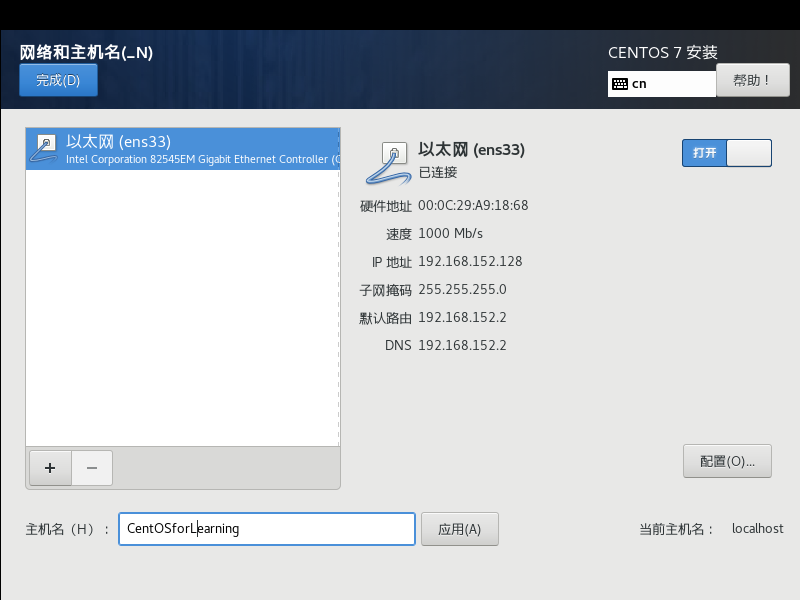 网络和主机名(_N)
CENTOS 7 安装
完成(D)
cn
帮助！
以太网 (ens33)
Intel Corporation 82545EM Gigabit Ethernet Controller (
以太网 (ens33)
已连接
打开
硬件地址 00:0C:29:A9:18:68
速度 1000 Mb/s
IP 地址 192.168.152.128
子网掩码 255.255.255.0
默认路由 192.168.152.2
DNS 192.168.152.2
+
−
配置(O)...
主机名（H）： CentOSforLearning
应用(A)
当前主机名： localhost